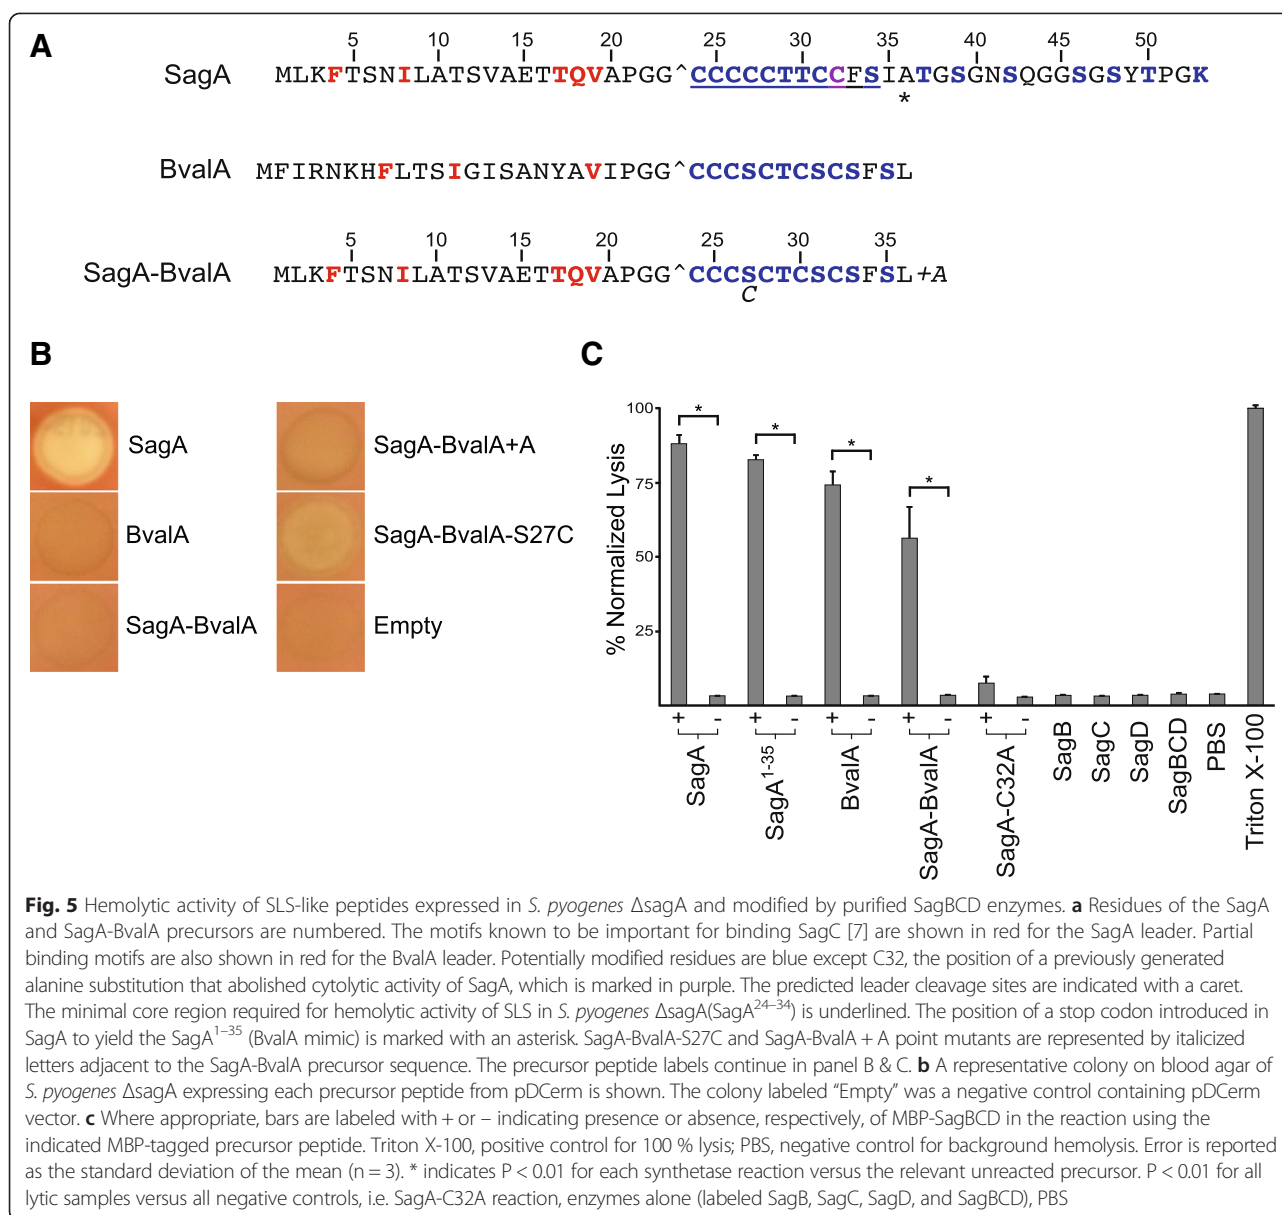 A
5 10 15 20 25 30 35 40 45 50
SagA MLKFTSNILATSVAETTQVAPGG^CCCCCTTCCFSIATGSGNSQGGSGSYTPGK
*
BvalA MFIRNKHFLTSIGISANYAVIPGG^CCCSCTCSCSFSL
5 10 15 20 25 30 35
SagA-BvalA MLKFTSNILATSVAETTQVAPGG^CCCSCTCSCSFSL+A
C
B
SagA
BvalA
SagA-BvalA
SagA-BvalA+A
SagA-BvalA-S27C
Empty
C
% Normalized Lysis
100
75
50
25
* * * *
+ - + - + - + - + -
SagA
SagA1-35
BvalA
SagA-BvalA
SagA-C32A
SagB
SagC
SagD
SagBCD
PBS
Triton X-100
Fig. 5 Hemolytic activity of SLS-like peptides expressed in S. pyogenes ΔsagA and modified by purified SagBCD enzymes. a Residues of the SagA
and SagA-BvalA precursors are numbered. The motifs known to be important for binding SagC [7] are shown in red for the SagA leader. Partial
binding motifs are also shown in red for the BvalA leader. Potentially modified residues are blue except C32, the position of a previously generated
alanine substitution that abolished cytolytic activity of SagA, which is marked in purple. The predicted leader cleavage sites are indicated with a caret.
The minimal core region required for hemolytic activity of SLS in S. pyogenes ΔsagA(SagA24–34) is underlined. The position of a stop codon introduced in
SagA to yield the SagA1–35 (BvalA mimic) is marked with an asterisk. SagA-BvalA-S27C and SagA-BvalA + A point mutants are represented by italicized
letters adjacent to the SagA-BvalA precursor sequence. The precursor peptide labels continue in panel B & C. b A representative colony on blood agar of
S. pyogenes ΔsagA expressing each precursor peptide from pDCerm is shown. The colony labeled “Empty” was a negative control containing pDCerm
vector. c Where appropriate, bars are labeled with + or – indicating presence or absence, respectively, of MBP-SagBCD in the reaction using the
indicated MBP-tagged precursor peptide. Triton X-100, positive control for 100 % lysis; PBS, negative control for background hemolysis. Error is reported
as the standard deviation of the mean (n = 3). * indicates P < 0.01 for each synthetase reaction versus the relevant unreacted precursor. P < 0.01 for all
lytic samples versus all negative controls, i.e. SagA-C32A reaction, enzymes alone (labeled SagB, SagC, SagD, and SagBCD), PBS